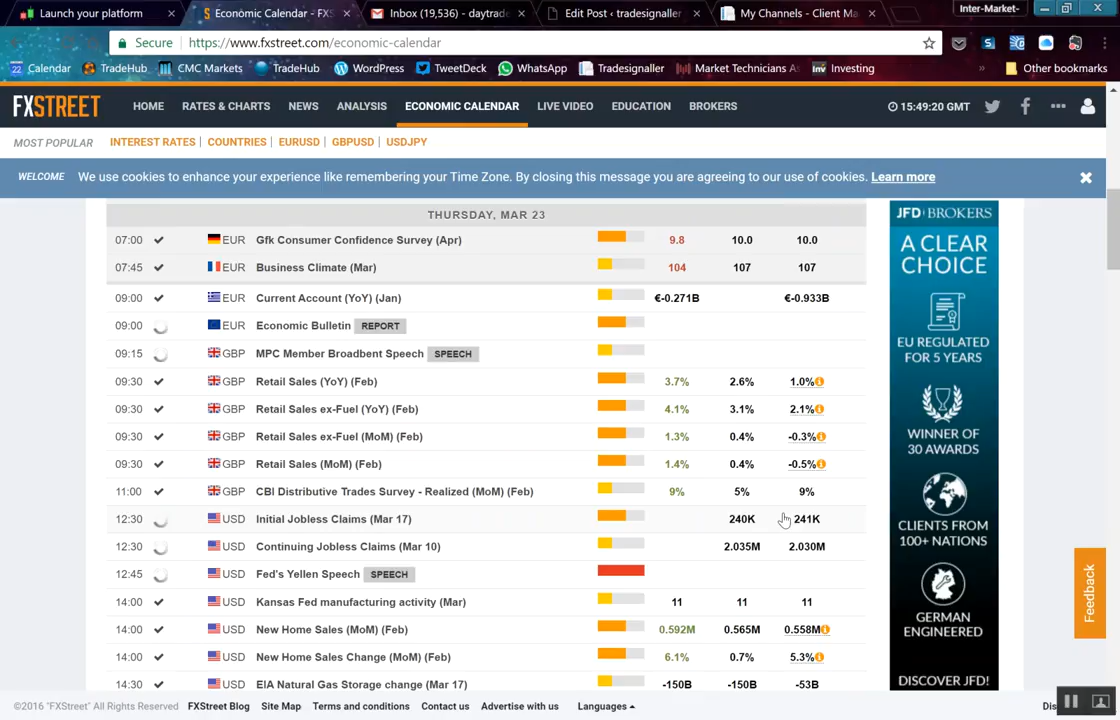 Launch your platform
Economic Calendar - FXS
Inbox (19,536) - daytrade
Edit Post ‹ tradesignaller
My Channels - Client Ma
Inter-Market-
Secure
https://www.fxstreet.com/economic-calendar
22 Calendar
TradeHub
CMC Markets
TradeHub
WordPress
TweetDeck
WhatsApp
Tradesignaller
Market Technicians As
Inv Investing
» Other bookmarks
FXSTREET
HOME
RATES & CHARTS
NEWS
ANALYSIS
ECONOMIC CALENDAR
LIVE VIDEO
EDUCATION
BROKERS
15:49:20 GMT
MOST POPULAR INTEREST RATES | COUNTRIES | EURUSD | GBPUSD | USDJPY
WELCOME We use cookies to enhance your experience like remembering your Time Zone. By closing this message you are agreeing to our use of cookies. Learn more
THURSDAY, MAR 23
07:00 EUR Gfk Consumer Confidence Survey (Apr) 9.8 10.0 10.0
07:45 EUR Business Climate (Mar) 104 107 107
09:00 EUR Current Account (YoY) (Jan) €-0.271B €-0.933B
09:00 EUR Economic Bulletin REPORT
09:15 GBP MPC Member Broadbent Speech SPEECH
09:30 GBP Retail Sales (YoY) (Feb) 3.7% 2.6% 1.0%
09:30 GBP Retail Sales ex-Fuel (YoY) (Feb) 4.1% 3.1% 2.1%
09:30 GBP Retail Sales ex-Fuel (MoM) (Feb) 1.3% 0.4% -0.3%
09:30 GBP Retail Sales (MoM) (Feb) 1.4% 0.4% -0.5%
11:00 GBP CBI Distributive Trades Survey - Realized (MoM) (Feb) 9% 5% 9%
12:30 USD Initial Jobless Claims (Mar 17) 240K 241K
12:30 USD Continuing Jobless Claims (Mar 10) 2.035M 2.030M
12:45 USD Fed's Yellen Speech SPEECH
14:00 USD Kansas Fed manufacturing activity (Mar) 11 11 11
14:00 USD New Home Sales (MoM) (Feb) 0.592M 0.565M 0.558M
14:00 USD New Home Sales Change (MoM) (Feb) 6.1% 0.7% 5.3%
14:30 USD EIA Natural Gas Storage change (Mar 17) -150B -150B -53B
JFD BROKERS
A CLEAR
CHOICE
EU REGULATED
FOR 5 YEARS
WINNER OF
30 AWARDS
CLIENTS FROM
100+ NATIONS
GERMAN
ENGINEERED
DISCOVER JFD!
Feedback
©2016 "FXStreet" All Rights Reserved
FXStreet Blog
Site Map
Terms and conditions
Contact us
Advertise with us
Languages
Dis